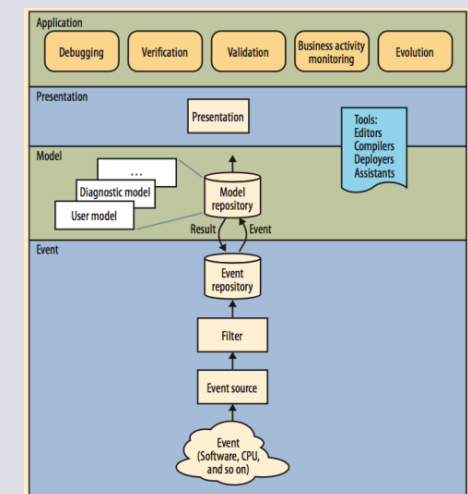 Application
Debugging
Verification
Validation
Business activity
monitoring
Evolution
Presentation
Presentation
Tools:
Editors
Compilers
Deployers
Assistants
Model
...
Diagnostic model
User model
Model
repository
Result
Event
Event
Event
repository
Filter
Event source
Event
(Software, CPU,
and so on)